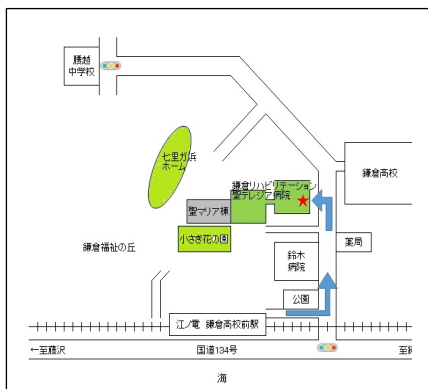 腰越
中学校
七里ガ浜
ホーム
鎌倉リハビリテーション
聖テレジア病院
鎌倉高校
聖マリア棟
小さき花の園
鎌倉福祉の丘
薬局
鈴木
病院
公園
江ノ電 鎌倉高校前駅
←至藤沢
国道134号
至鎌
海